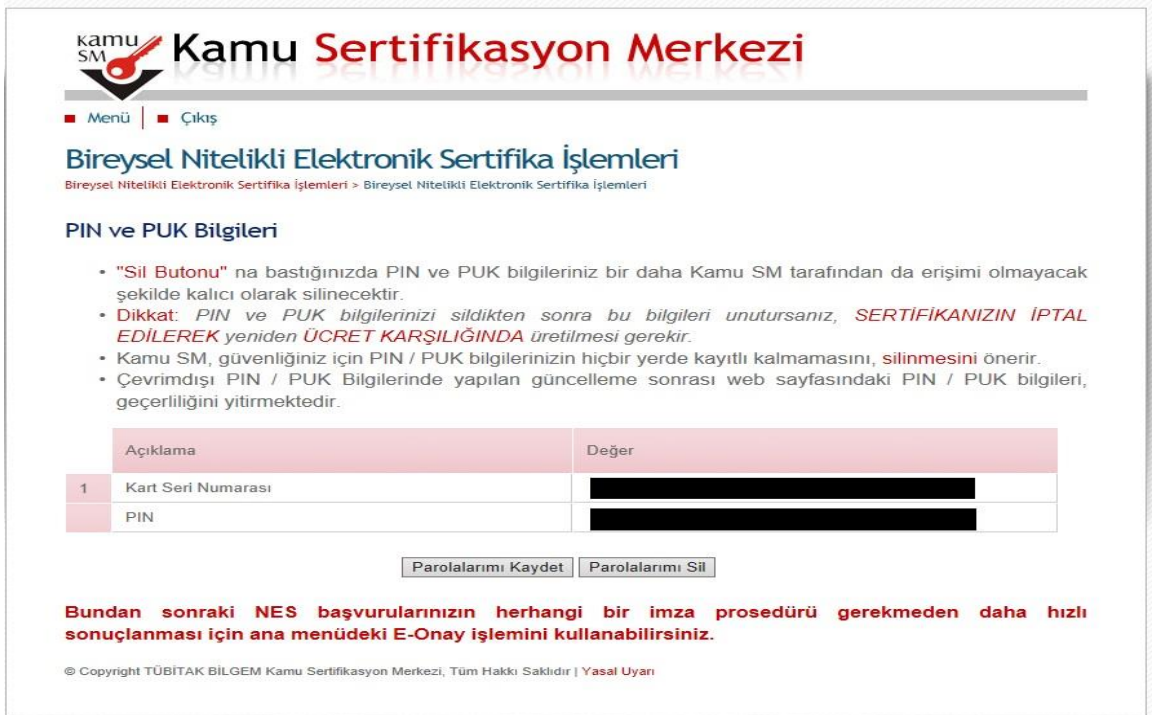 kamu
SM
Kamu Sertifikasyon Merkezi
Menü
Çıkış
Bireysel Nitelikli Elektronik Sertifika İşlemleri
Bireysel Nitelikli Elektronik Sertifika İşlemleri > Bireysel Nitelikli Elektronik Sertifika İşlemleri
PIN ve PUK Bilgileri
• "Sil Butonu" na bastığınızda PIN ve PUK bilgileriniz bir daha Kamu SM tarafından da erişimi olmayacak
şekilde kalıcı olarak silinecektir.
• Dikkat: PIN ve PUK bilgilerinizi sildikten sonra bu bilgileri unutursanız, SERTİFİKANIZIN İPTAL
EDİLEREK yeniden ÜCRET KARŞILIĞINDA üretilmesi gerekir.
• Kamu SM, güvenliğiniz için PIN / PUK bilgilerinizin hiçbir yerde kayıtlı kalmamasını, silinmesini önerir.
• Çevrimdışı PIN / PUK Bilgilerinde yapılan güncelleme sonrası web sayfasındaki PIN / PUK bilgileri,
geçerliliğini yitirmektedir.
Açıklama Değer
1 Kart Seri Numarası
PIN
Parolalarımı Kaydet Parolalarımı Sil
Bundan sonraki NES başvurularınızın herhangi bir imza prosedürü gerekmeden daha hızlı
sonuçlanması için ana menüdeki E-Onay işlemini kullanabilirsiniz.
© Copyright TÜBİTAK BİLGEM Kamu Sertifikasyon Merkezi, Tüm Hakkı Saklıdır | Yasal Uyarı